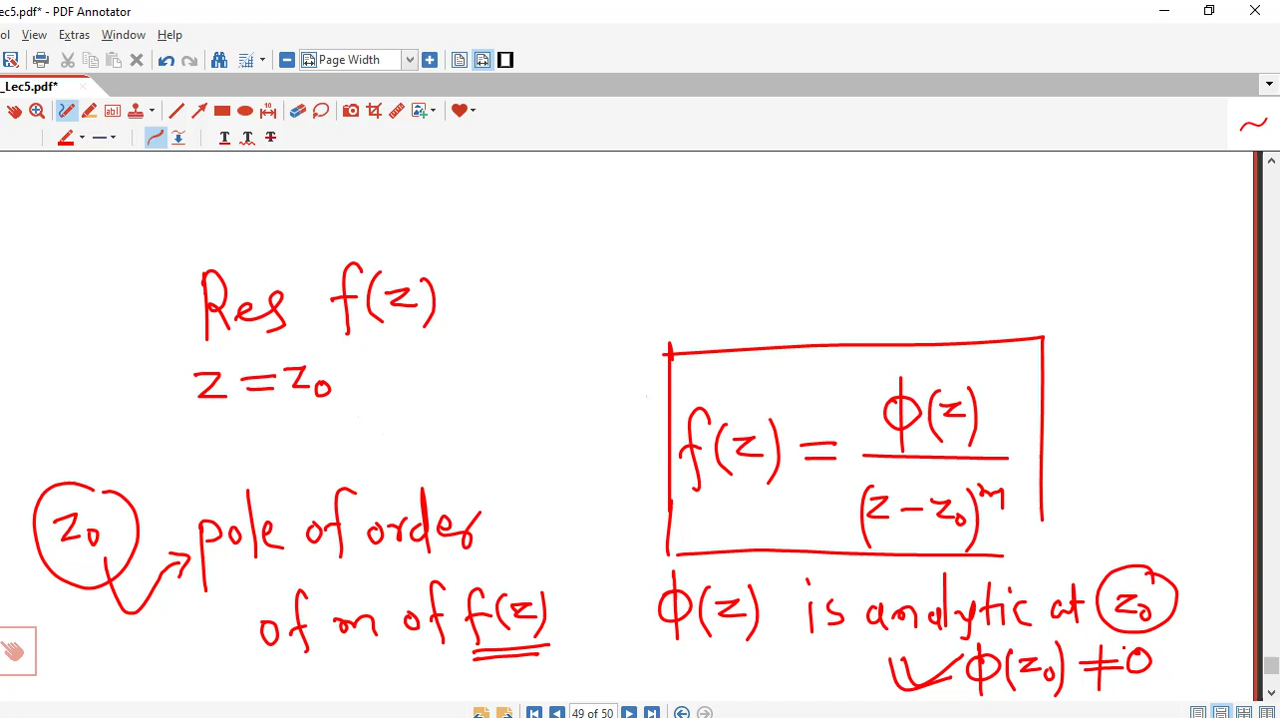 ec5.pdf* - PDF Annotator
ol View Extras Window Help
Page Width
_Lec5.pdf*
Res f(z)
z = z₀
f(z) = ϕ(z) / (z - z₀)^m
z₀ pole of order
of m of f(z)
ϕ(z) is analytic at z₀
ϕ(z₀) ≠ 0
49 of 50